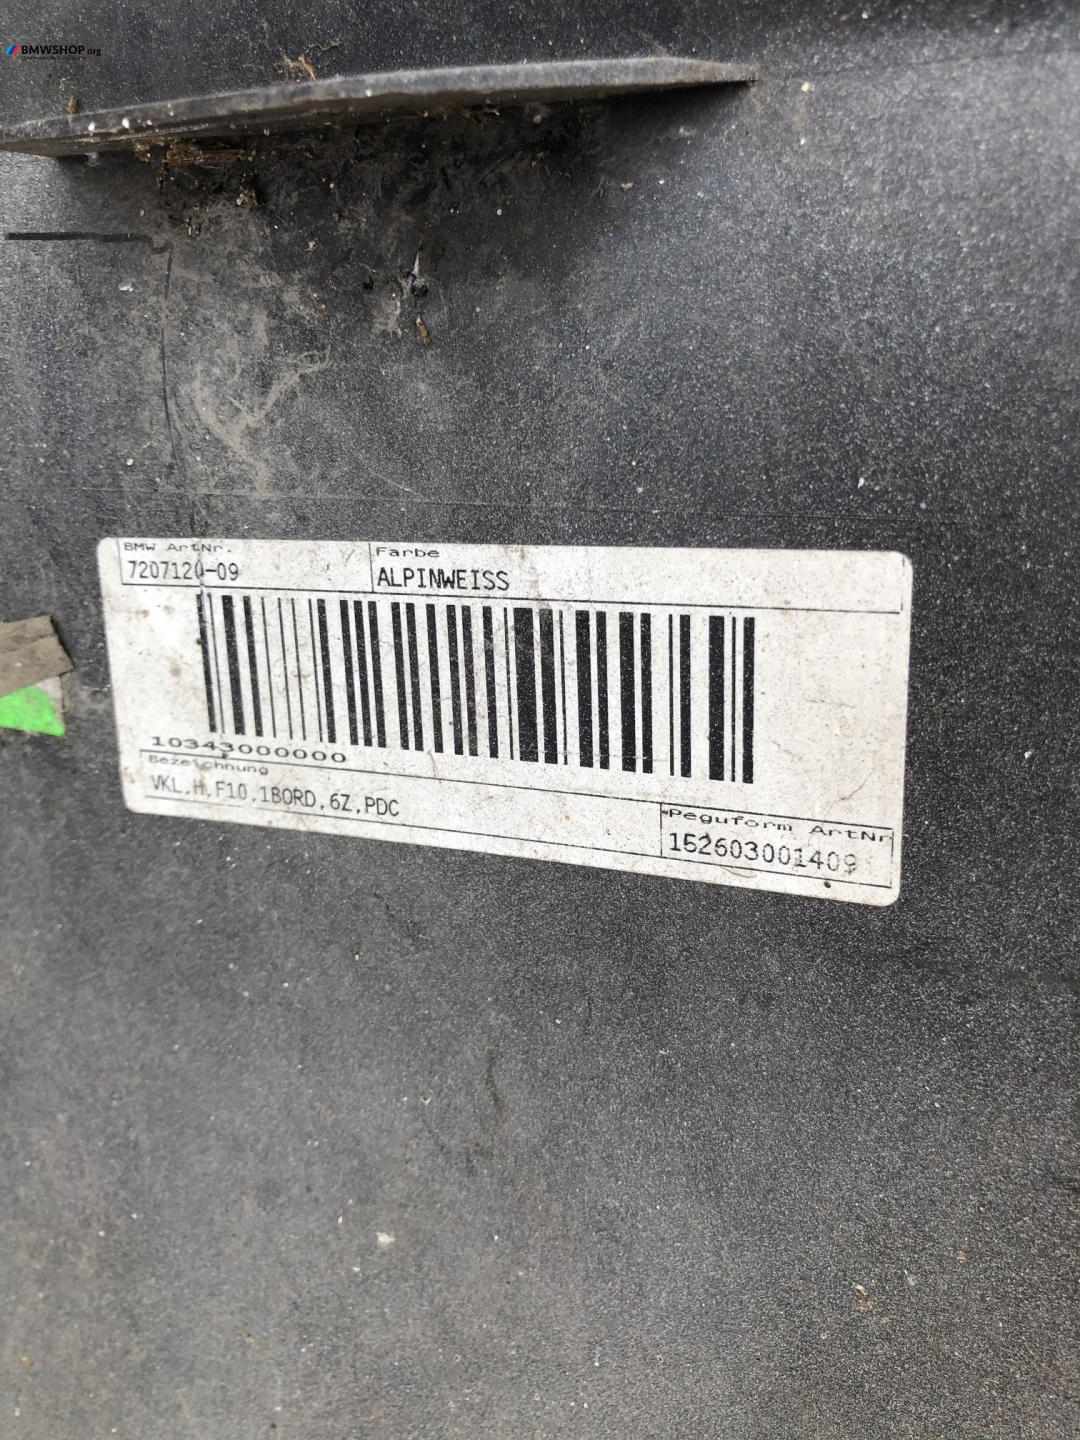 BMWSHOP.org
BMW ArtNr.
7207120-09
Farbe
ALPINWEISS
10343000000
Bezeichnung
VKL,H,F10,1BORD,6Z,PDC
Peguform ArtNr
152603001409